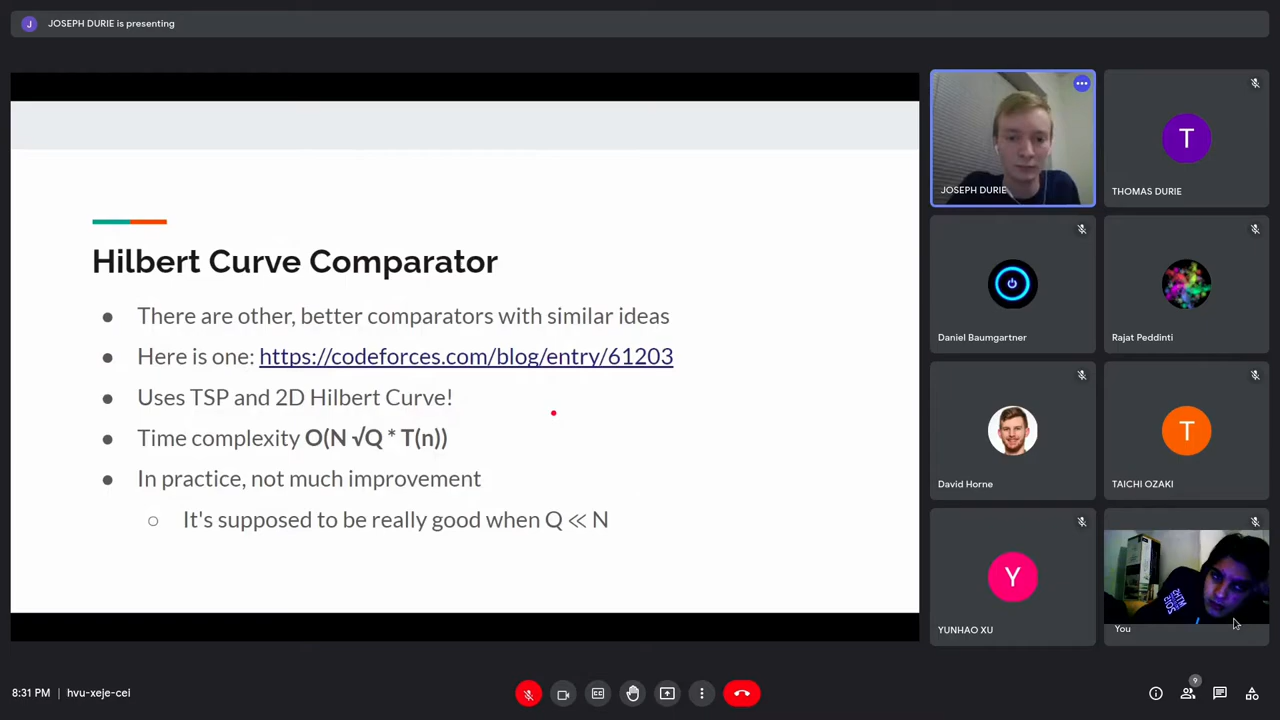 J
JOSEPH DURIE is presenting
Hilbert Curve Comparator
● There are other, better comparators with similar ideas
● Here is one: https://codeforces.com/blog/entry/61203
● Uses TSP and 2D Hilbert Curve!
● Time complexity O(N √Q * T(n))
● In practice, not much improvement
○ It's supposed to be really good when Q ≪ N
JOSEPH DURIE
T
THOMAS DURIE
Daniel Baumgartner
Rajat Peddinti
David Horne
T
TAICHI OZAKI
Y
YUNHAO XU
You
8:31 PM | hvu-xeje-cei
CC
9